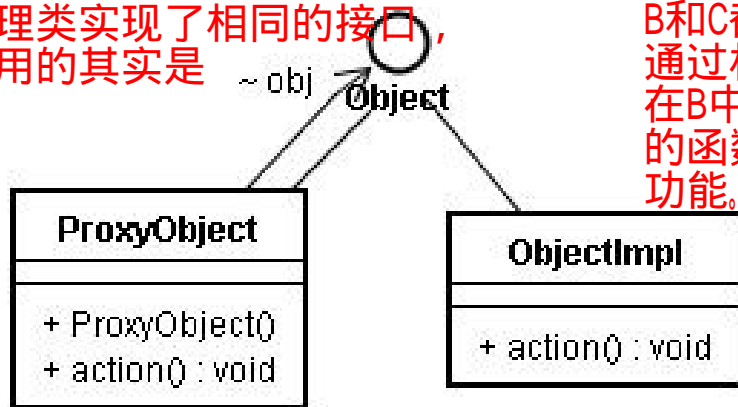 理类实现了相同的接口，
用的其实是
B和C
通过
在B中
的函
功能。
~ obj
Object
ProxyObject
+ ProxyObject()
+ action() : void
ObjectImpl
+ action() : void